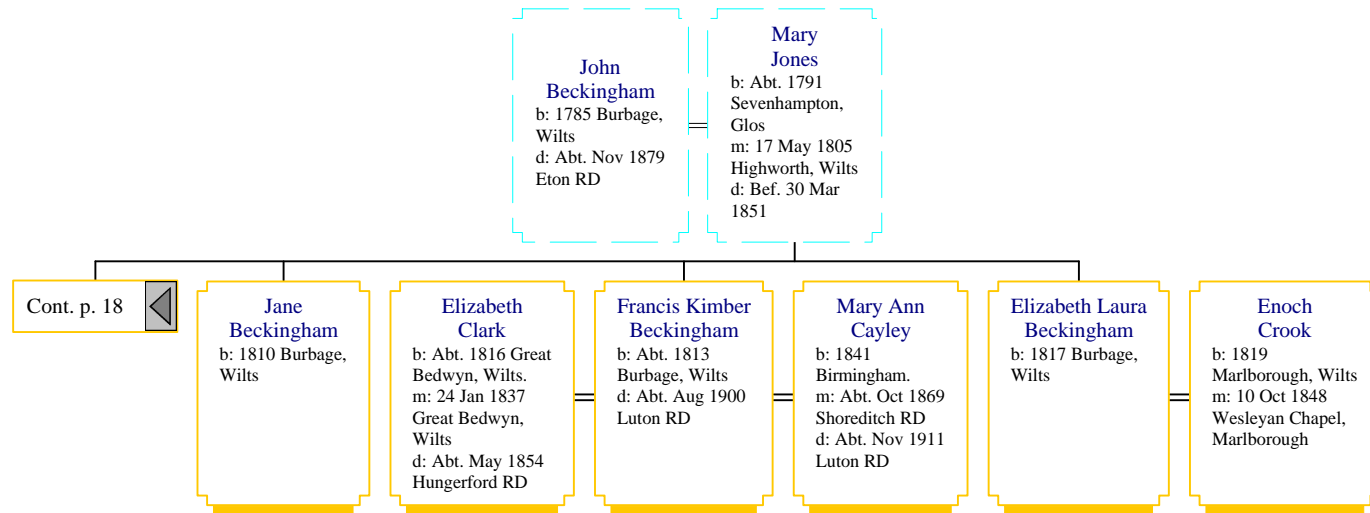 John
Beckingham
b: 1785 Burbage,
Wilts
d: Abt. Nov 1879
Eton RD
Mary
Jones
b: Abt. 1791
Sevenhampton,
Glos
m: 17 May 1805
Highworth, Wilts
d: Bef. 30 Mar
1851
Cont. p. 18
Jane
Beckingham
b: 1810 Burbage,
Wilts
Elizabeth
Clark
b: Abt. 1816 Great
Bedwyn, Wilts.
m: 24 Jan 1837
Great Bedwyn,
Wilts
d: Abt. May 1854
Hungerford RD
Francis Kimber
Beckingham
b: Abt. 1813
Burbage, Wilts
d: Abt. Aug 1900
Luton RD
Mary Ann
Cayley
b: 1841
Birmingham.
m: Abt. Oct 1869
Shoreditch RD
d: Abt. Nov 1911
Luton RD
Elizabeth Laura
Beckingham
b: 1817 Burbage,
Wilts
Enoch
Crook
b: 1819
Marlborough, Wilts
m: 10 Oct 1848
Wesleyan Chapel,
Marlborough